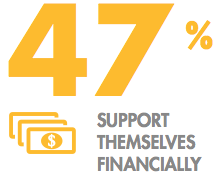 47%
$ SUPPORT
THEMSELVES
FINANCIALLY